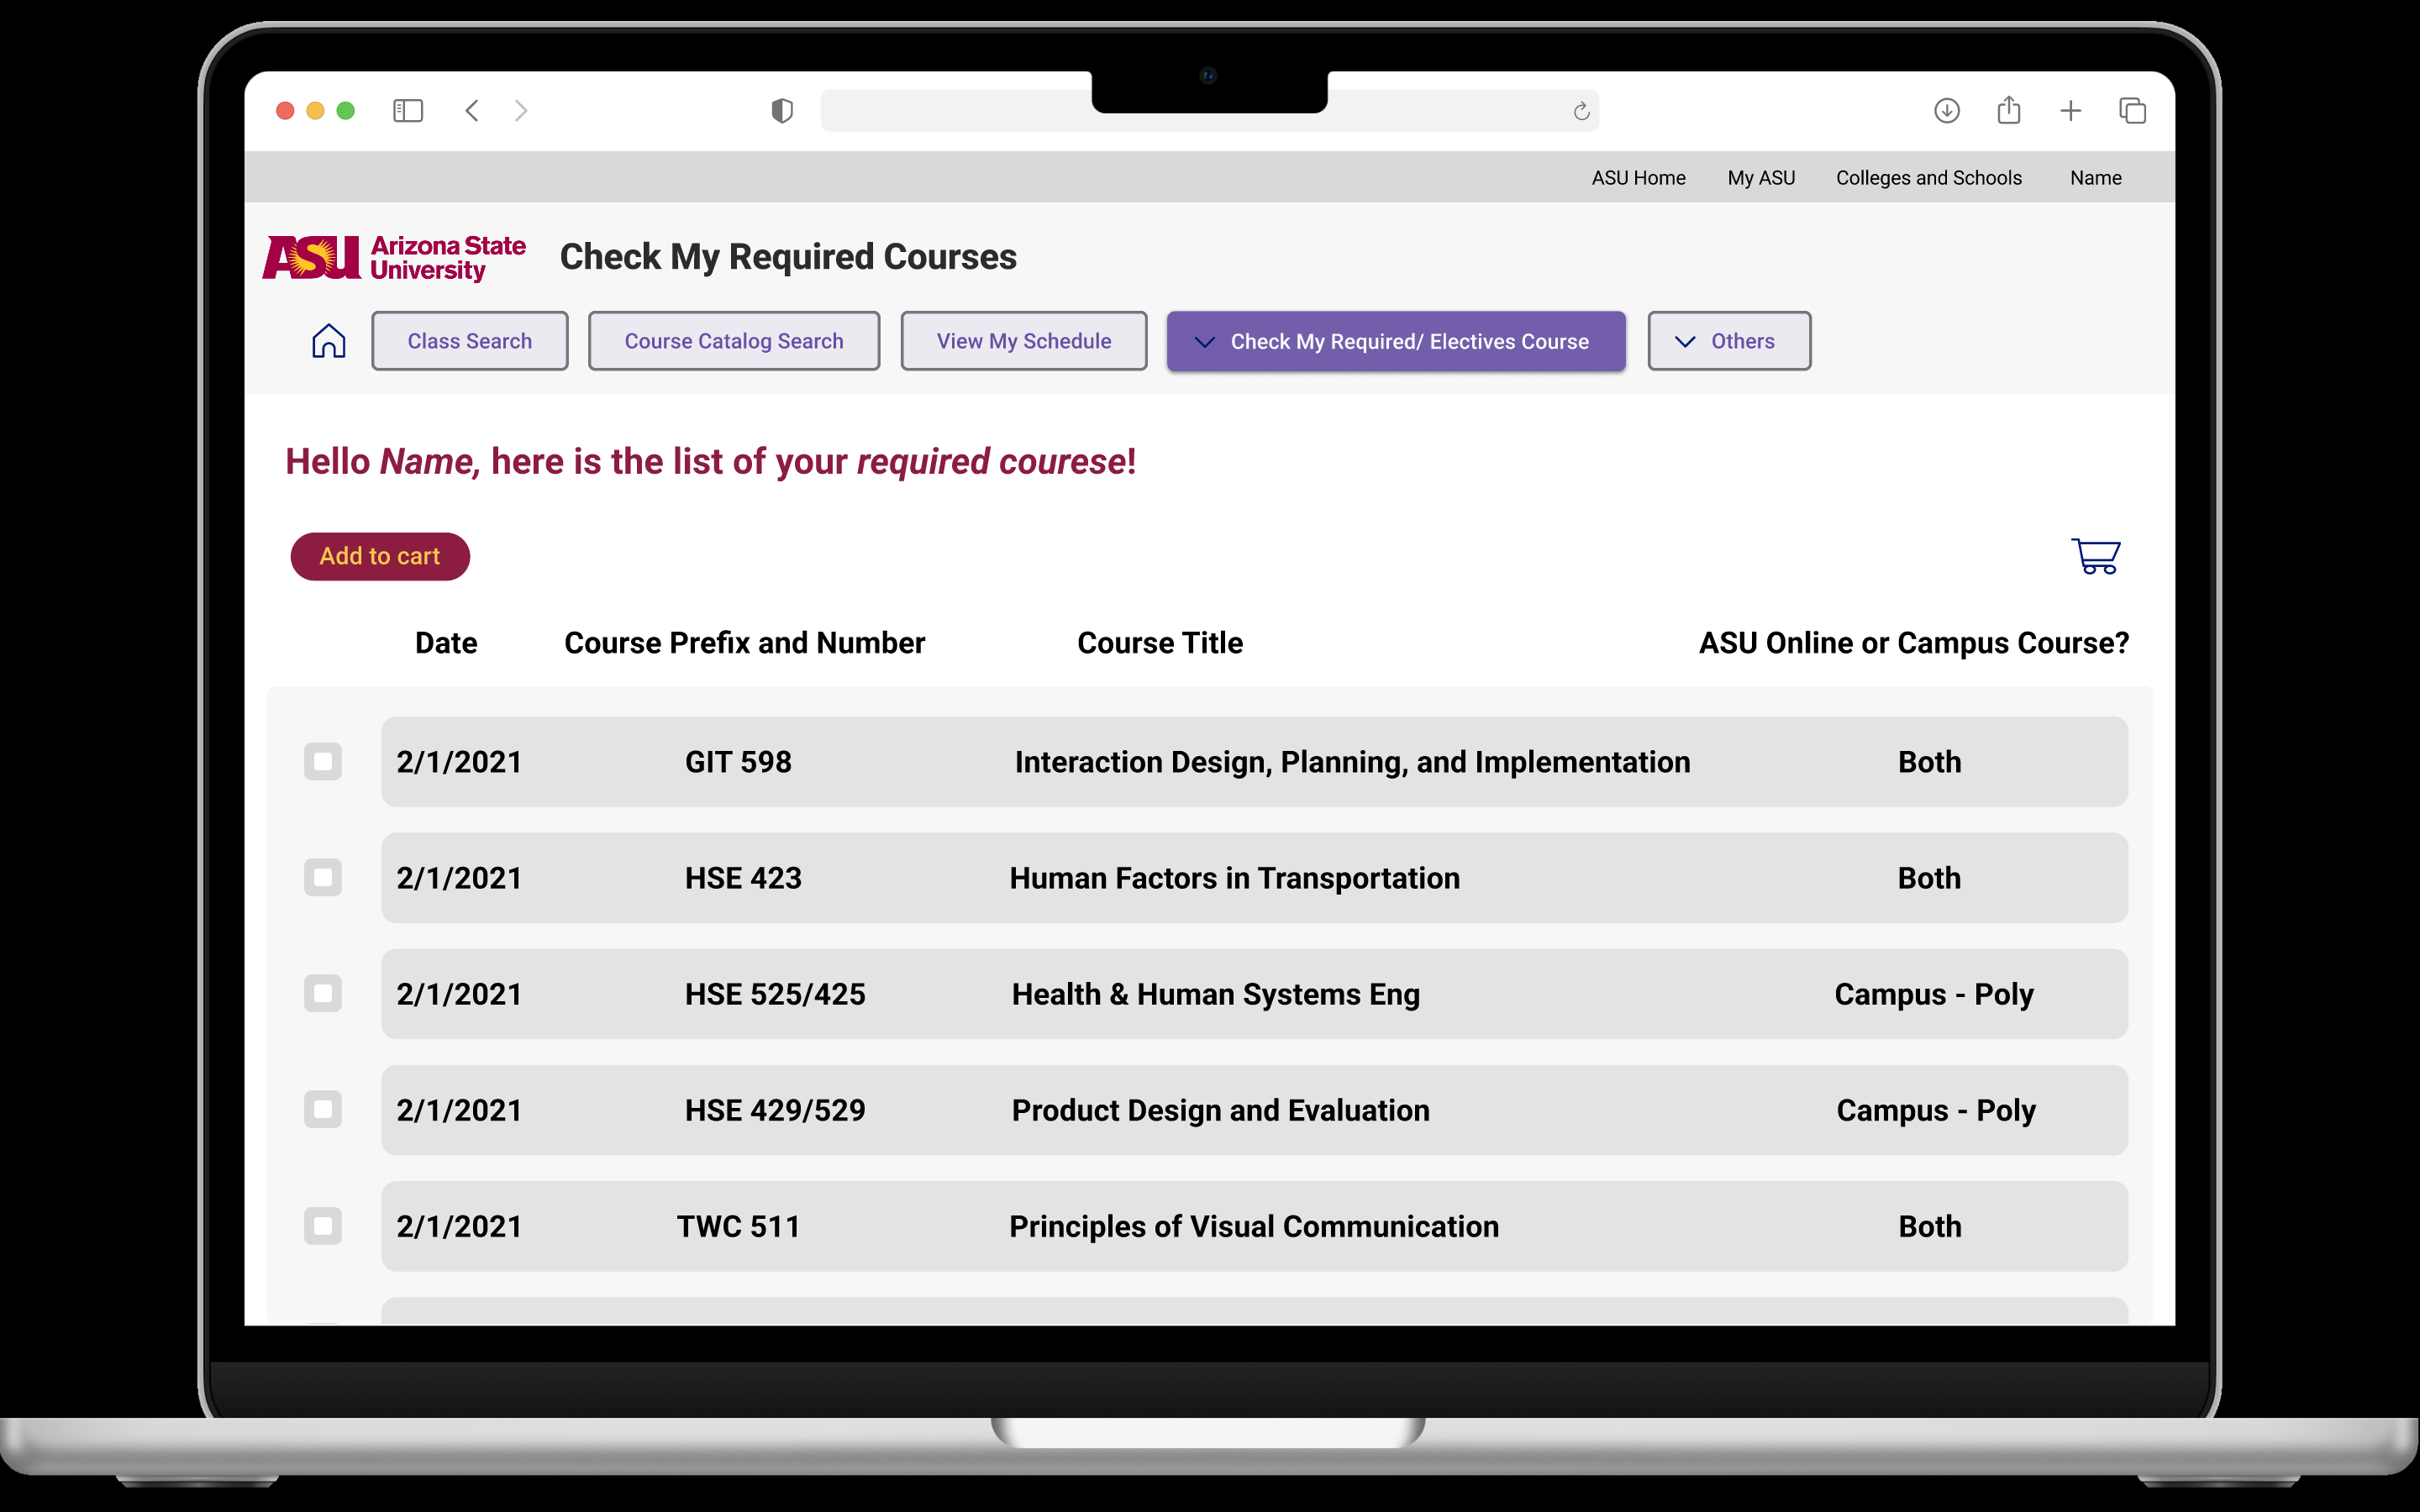 ASU Home My ASU Colleges and Schools Name
ASU Arizona State University
Check My Required Courses
Class Search Course Catalog Search View My Schedule Check My Required/ Electives Course Others
Hello Name, here is the list of your required courese!
Add to cart
Date Course Prefix and Number Course Title ASU Online or Campus Course?
2/1/2021 GIT 598 Interaction Design, Planning, and Implementation Both
2/1/2021 HSE 423 Human Factors in Transportation Both
2/1/2021 HSE 525/425 Health & Human Systems Eng Campus - Poly
2/1/2021 HSE 429/529 Product Design and Evaluation Campus - Poly
2/1/2021 TWC 511 Principles of Visual Communication Both